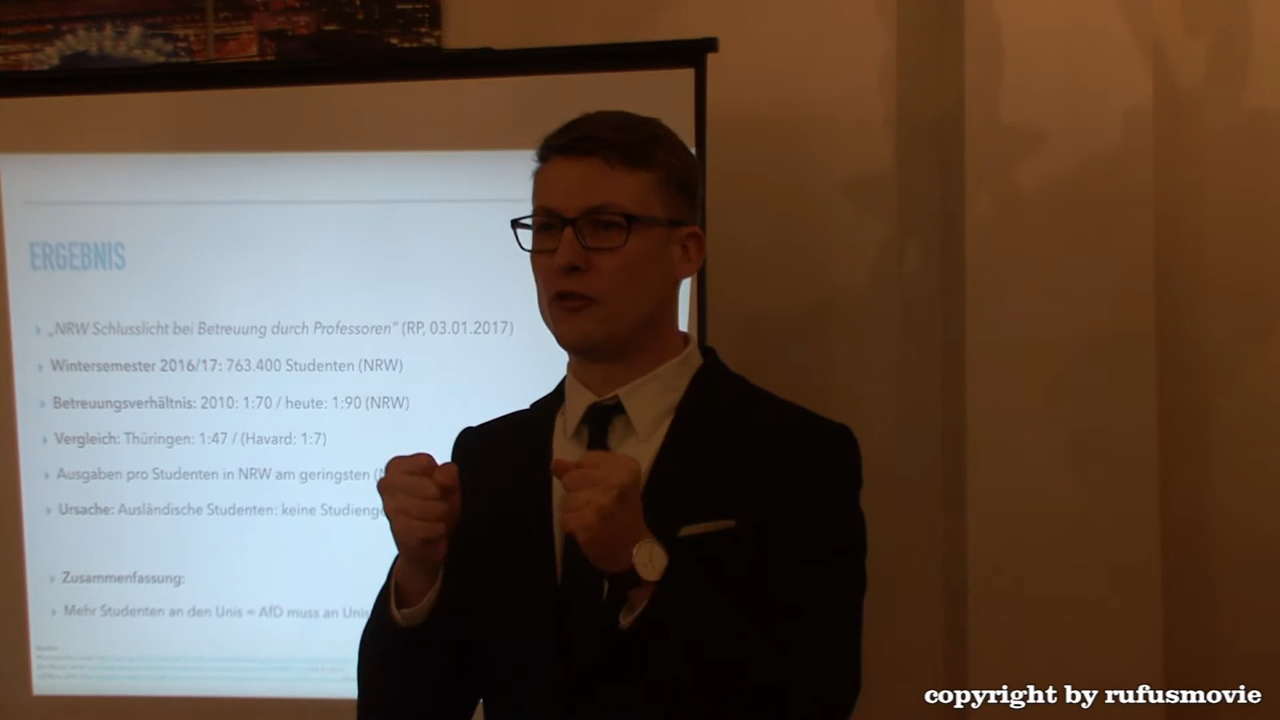 ERGEBNIS
„NRW Schlusslicht bei Betreuung durch Professoren“ (RP, 03.01.2017)
Wintersemester 2016/17: 763.400 Studenten (NRW)
Betreuungsverhältnis: 2010: 1:70 / heute: 1:90 (NRW)
Vergleich: Thüringen: 1:47 / (Havard: 1:7)
Ausgaben pro Studenten in NRW am geringsten
Ursache: Ausländische Studenten: keine
Zusammenfassung:
Mehr Studenten an den Unis = AfD muss an
copyright by rufusmovie